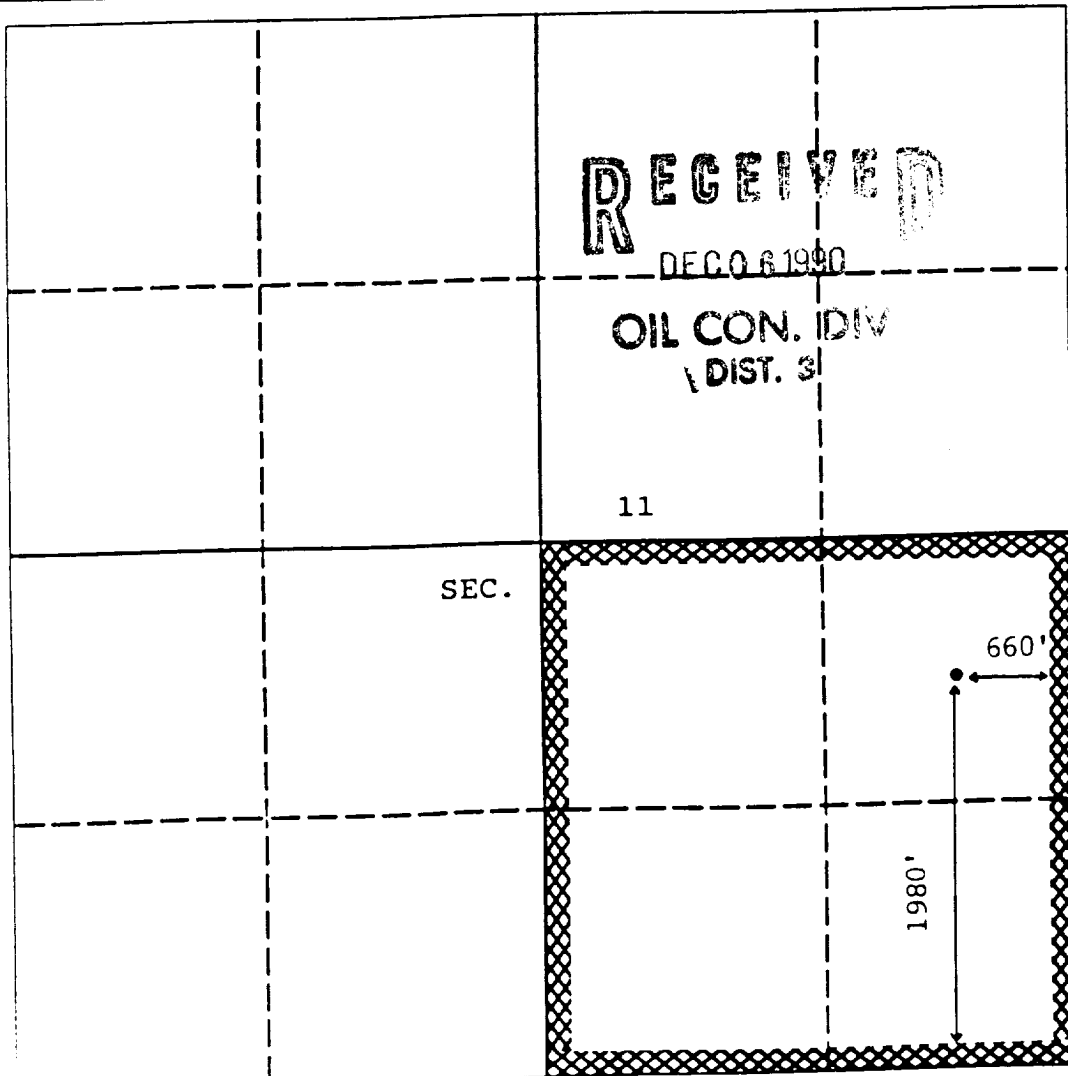 RECEIVED
DEC 0 6 1990
OIL CON. DIV
DIST. 3
11
SEC.
660'
1980'